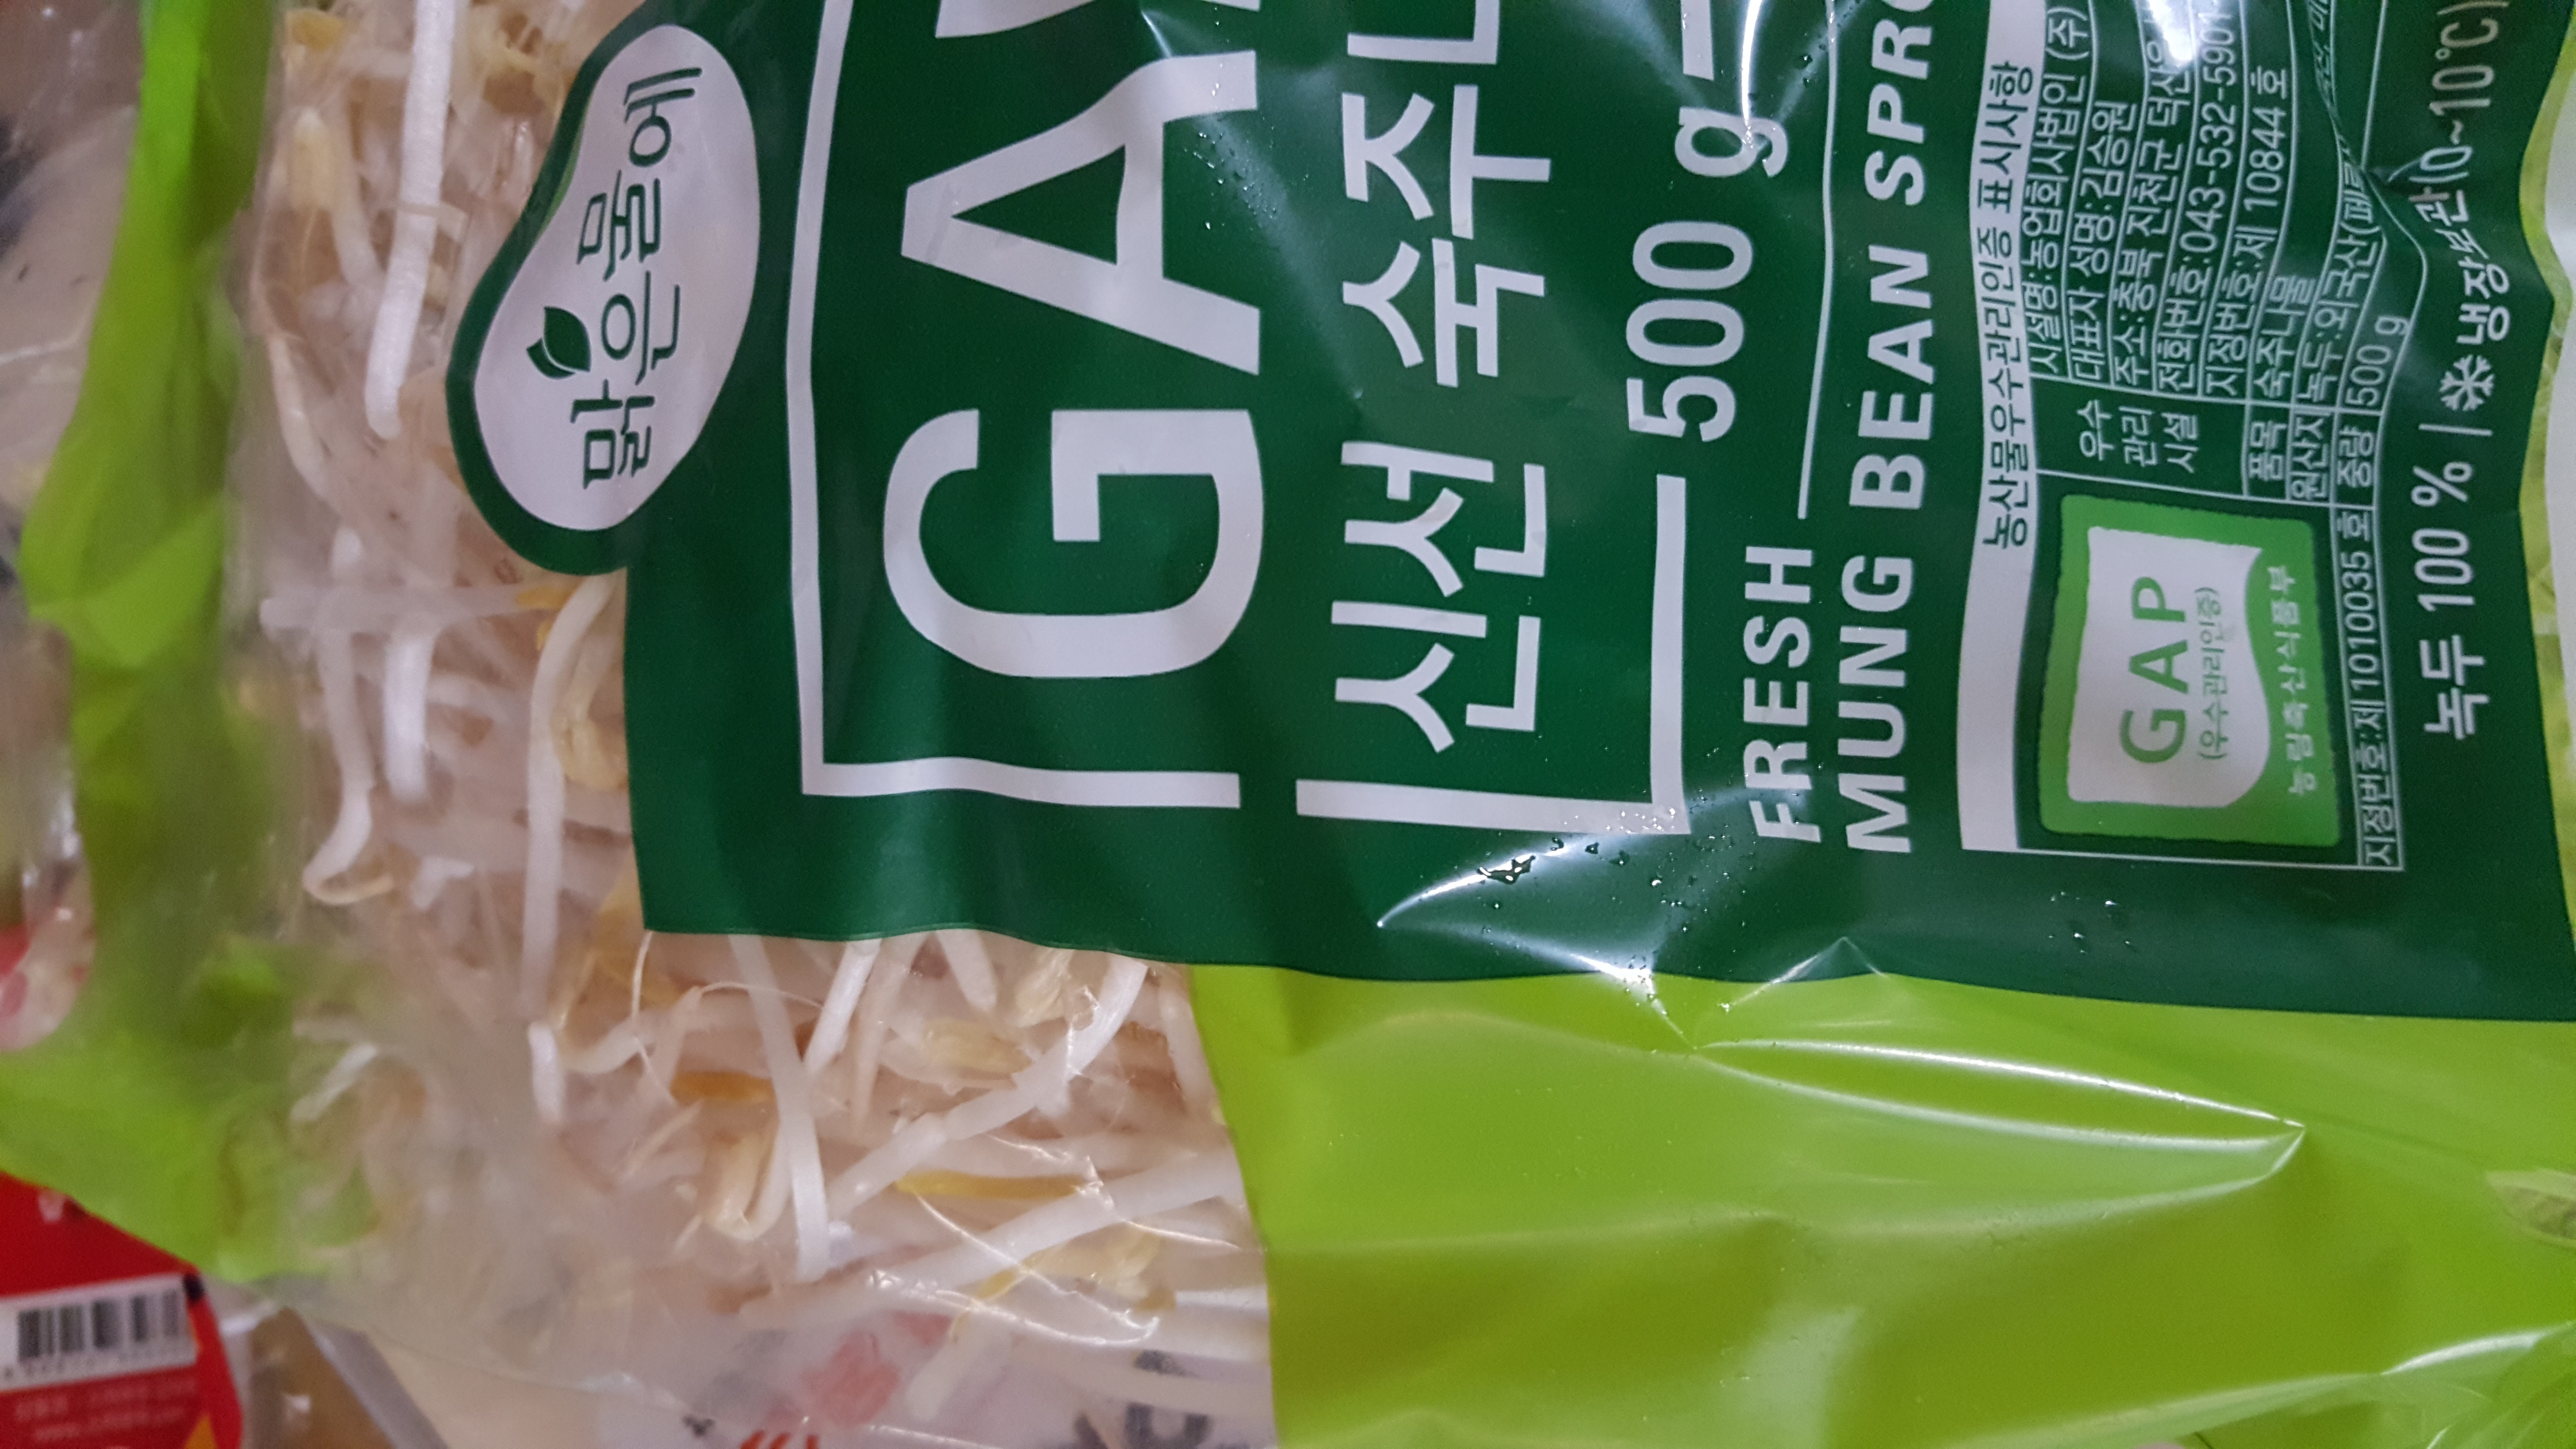 맑은물에
GA
신선 숙주
500 g
FRESH
MUNG BEAN
농산물우수관리인증 표시사항
우수
관리
시설
시설명:농업회사법인 (주)
대표자 성명:김승원
주소:충북 진천군 덕산읍
전화번호:043-532-5901
지정번호:제 10844 호
품목 숙주나물
원산지 녹두:외국산
중량 500 g
GAP
(우수관리인증)
농림축산식품부
지정번호:제 1010035 호
녹두 100 % | 냉장보관(0~10℃)